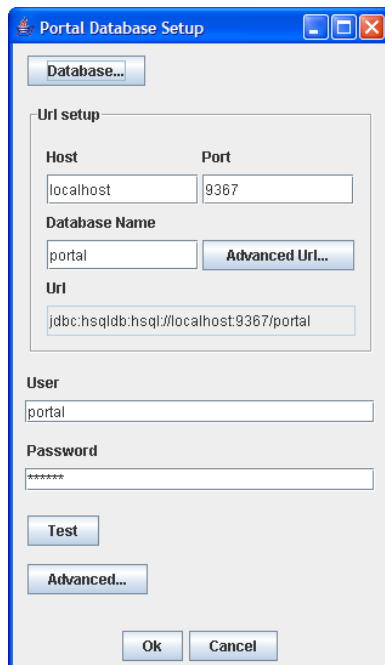 Portal Database Setup
Database...
Url setup
Host Port
localhost 9367
Database Name
portal Advanced Url...
Url
jdbc:hsqldb:hsql://localhost:9367/portal
User
portal
Password
******
Test
Advanced...
Ok Cancel